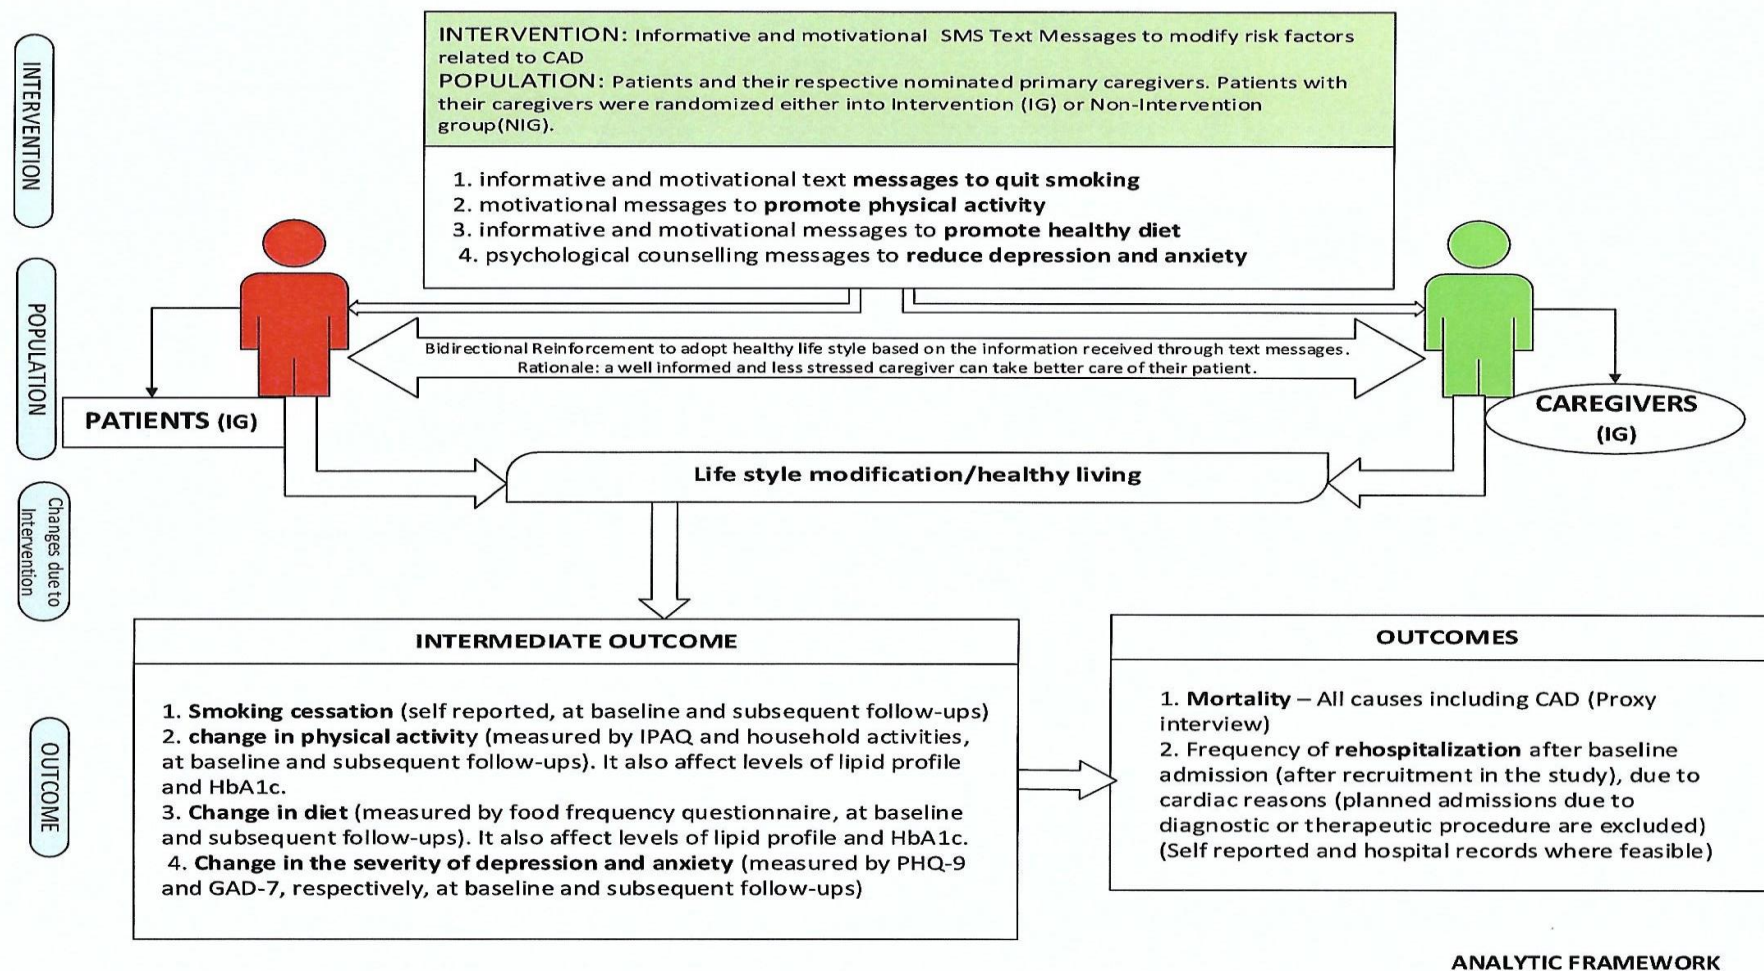 INTERVENTION
INTERVENTION: Informative and motivational SMS Text Messages to modify risk factors
related to CAD
POPULATION: Patients and their respective nominated primary caregivers. Patients with
their caregivers were randomized either into Intervention (IG) or Non-Intervention
group(NIG).
1. informative and motivational text messages to quit smoking
2. motivational messages to promote physical activity
3. informative and motivational messages to promote healthy diet
4. psychological counselling messages to reduce depression and anxiety
POPULATION
Bidirectional Reinforcement to adopt healthy life style based on the information received through text messages.
Rationale: a well informed and less stressed caregiver can take better care of their patient.
PATIENTS (IG)
CAREGIVERS
(IG)
Life style modification/healthy living
Changes due to
Intervention
OUTCOME
INTERMEDIATE OUTCOME
1. Smoking cessation (self reported, at baseline and subsequent follow-ups)
2. change in physical activity (measured by IPAQ and household activities,
at baseline and subsequent follow-ups). It also affect levels of lipid profile
and HbA1c.
3. Change in diet (measured by food frequency questionnaire, at baseline
and subsequent follow-ups). It also affect levels of lipid profile and HbA1c.
4. Change in the severity of depression and anxiety (measured by PHQ-9
and GAD-7, respectively, at baseline and subsequent follow-ups)
OUTCOMES
1. Mortality – All causes including CAD (Proxy
interview)
2. Frequency of rehospitalization after baseline
admission (after recruitment in the study), due to
cardiac reasons (planned admissions due to
diagnostic or therapeutic procedure are excluded)
(Self reported and hospital records where feasible)
ANALYTIC FRAMEWORK